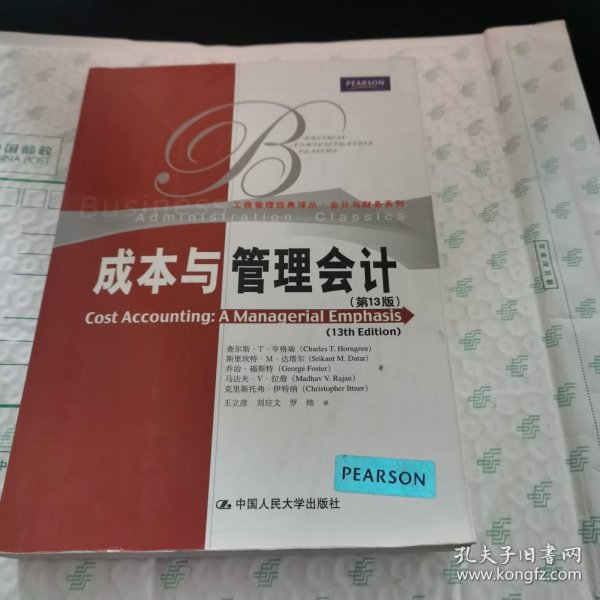 PEARSON
B
BUSINESS
ADMINISTRATION
CLASSICS
Business
工商管理经典译丛·会计与财务系列
Administration Classics
成本与管理会计
(第13版)
Cost Accounting: A Managerial Emphasis
(13th Edition)
查尔斯·T·亨格瑞 (Charles T. Horngren)
斯里坎特·M·达塔尔 (Srikant M. Datar)
乔治·福斯特 (George Foster) 著
马达夫·V·拉詹 (Madhav V. Rajan)
克里斯托弗·伊特纳 (Christopher Ittner)
王立彦 刘应文 罗炜 译
PEARSON
中国人民大学出版社
中国邮政
CHINA POST
孔夫子旧书网
www.kongfz.com